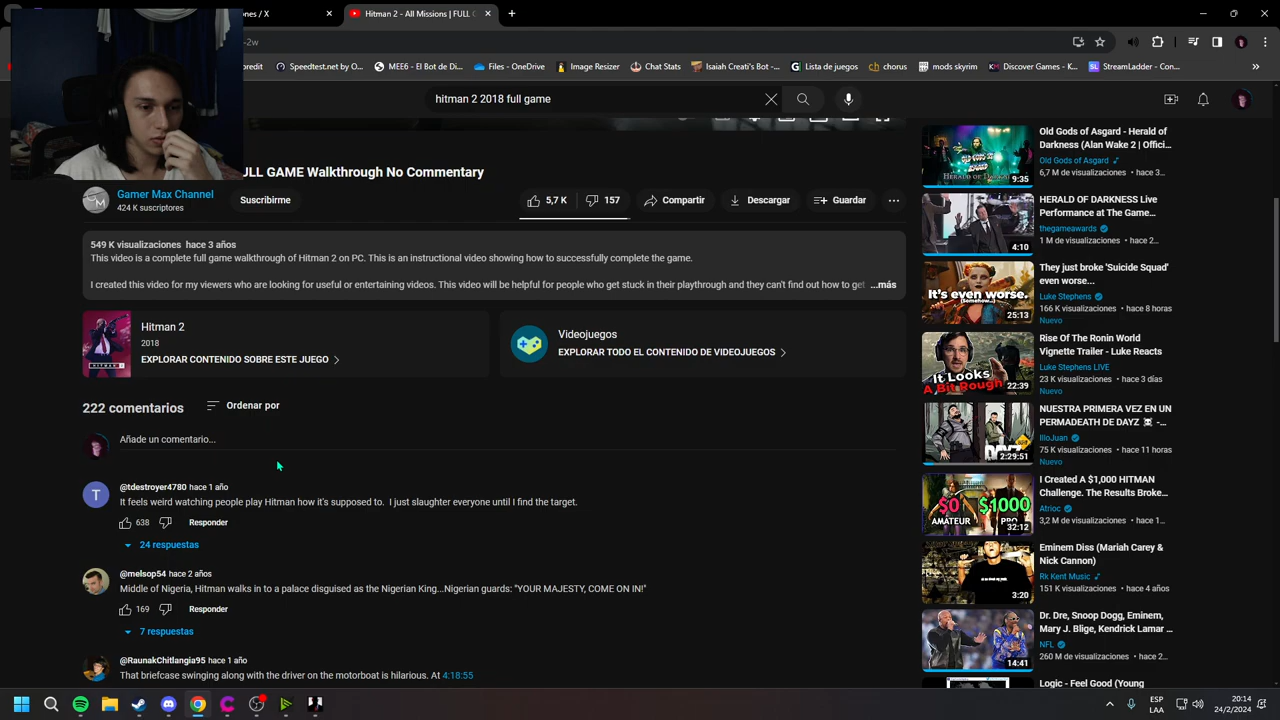 ones / X
Hitman 2 - All Missions | FULL G
-2w
oredit
Speedtest.net by O...
MEE6 - El Bot de Di...
Files - OneDrive
Image Resizer
Chat Stats
Isaiah Creati's Bot -...
Lista de juegos
chorus
mods skyrim
Discover Games - K...
StreamLadder - Con...
hitman 2 2018 full game
ULL GAME Walkthrough No Commentary
Gamer Max Channel
424 K suscriptores
5,7 K
157
Compartir
Descargar
Guardar
549 K visualizaciones hace 3 años
This video is a complete full game walkthrough of Hitman 2 on PC. This is an instructional video showing how to successfully complete the game.
I created this video for my viewers who are looking for useful or entertaining videos. This video will be helpful for people who get stuck in their playthrough and they can't find out how to get ...más
Hitman 2
2018
EXPLORAR CONTENIDO SOBRE ESTE JUEGO
Videojuegos
EXPLORAR TODO EL CONTENIDO DE VIDEOJUEGOS
222 comentarios
Ordenar por
Añade un comentario...
T
@tdestroyer4780 hace 1 año
It feels weird watching people play Hitman how it's supposed to. I just slaughter everyone until I find the target.
638
Responder
24 respuestas
@melsop54 hace 2 años
Middle of Nigeria, Hitman walks in to a palace disguised as the Nigerian King...Nigerian guards: "YOUR MAJESTY, COME ON IN!"
169
Responder
7 respuestas
@RaunakChitlangia95 hace 1 año
That briefcase swinging along with the driver on the motorboat is hilarious. At 4:18:55
9:35
Old Gods of Asgard - Herald of
Darkness (Alan Wake 2 | Offici...
Old Gods of Asgard
6,7 M de visualizaciones • hace 3...
4:10
HERALD OF DARKNESS Live
Performance at The Game...
thegameawards
1 M de visualizaciones • hace 2...
It's even worse.
(Somehow...)
25:13
They just broke 'Suicide Squad'
even worse...
Luke Stephens
166 K visualizaciones • hace 8 horas
Nuevo
It Looks
A Bit Rough
22:39
Rise Of The Ronin World
Vignette Trailer - Luke Reacts
Luke Stephens LIVE
23 K visualizaciones • hace 3 días
Nuevo
2:29:51
NUESTRA PRIMERA VEZ EN UN
PERMADEATH DE DAYZ ☠️ -...
IlloJuan
75 K visualizaciones • hace 11 horas
Nuevo
$0
AMATEUR
$1000
PRO
32:12
I Created A $1,000 HITMAN
Challenge. The Results Broke...
Atrioc
3,2 M de visualizaciones • hace 1...
3:20
Eminem Diss (Mariah Carey &
Nick Cannon)
Rk Kent Music
151 K visualizaciones • hace 4 años
14:41
Dr. Dre, Snoop Dogg, Eminem,
Mary J. Blige, Kendrick Lamar ...
NFL
260 M de visualizaciones • hace 2...
Logic - Feel Good (Young
ESP
LAA
20:14
24/2/2024